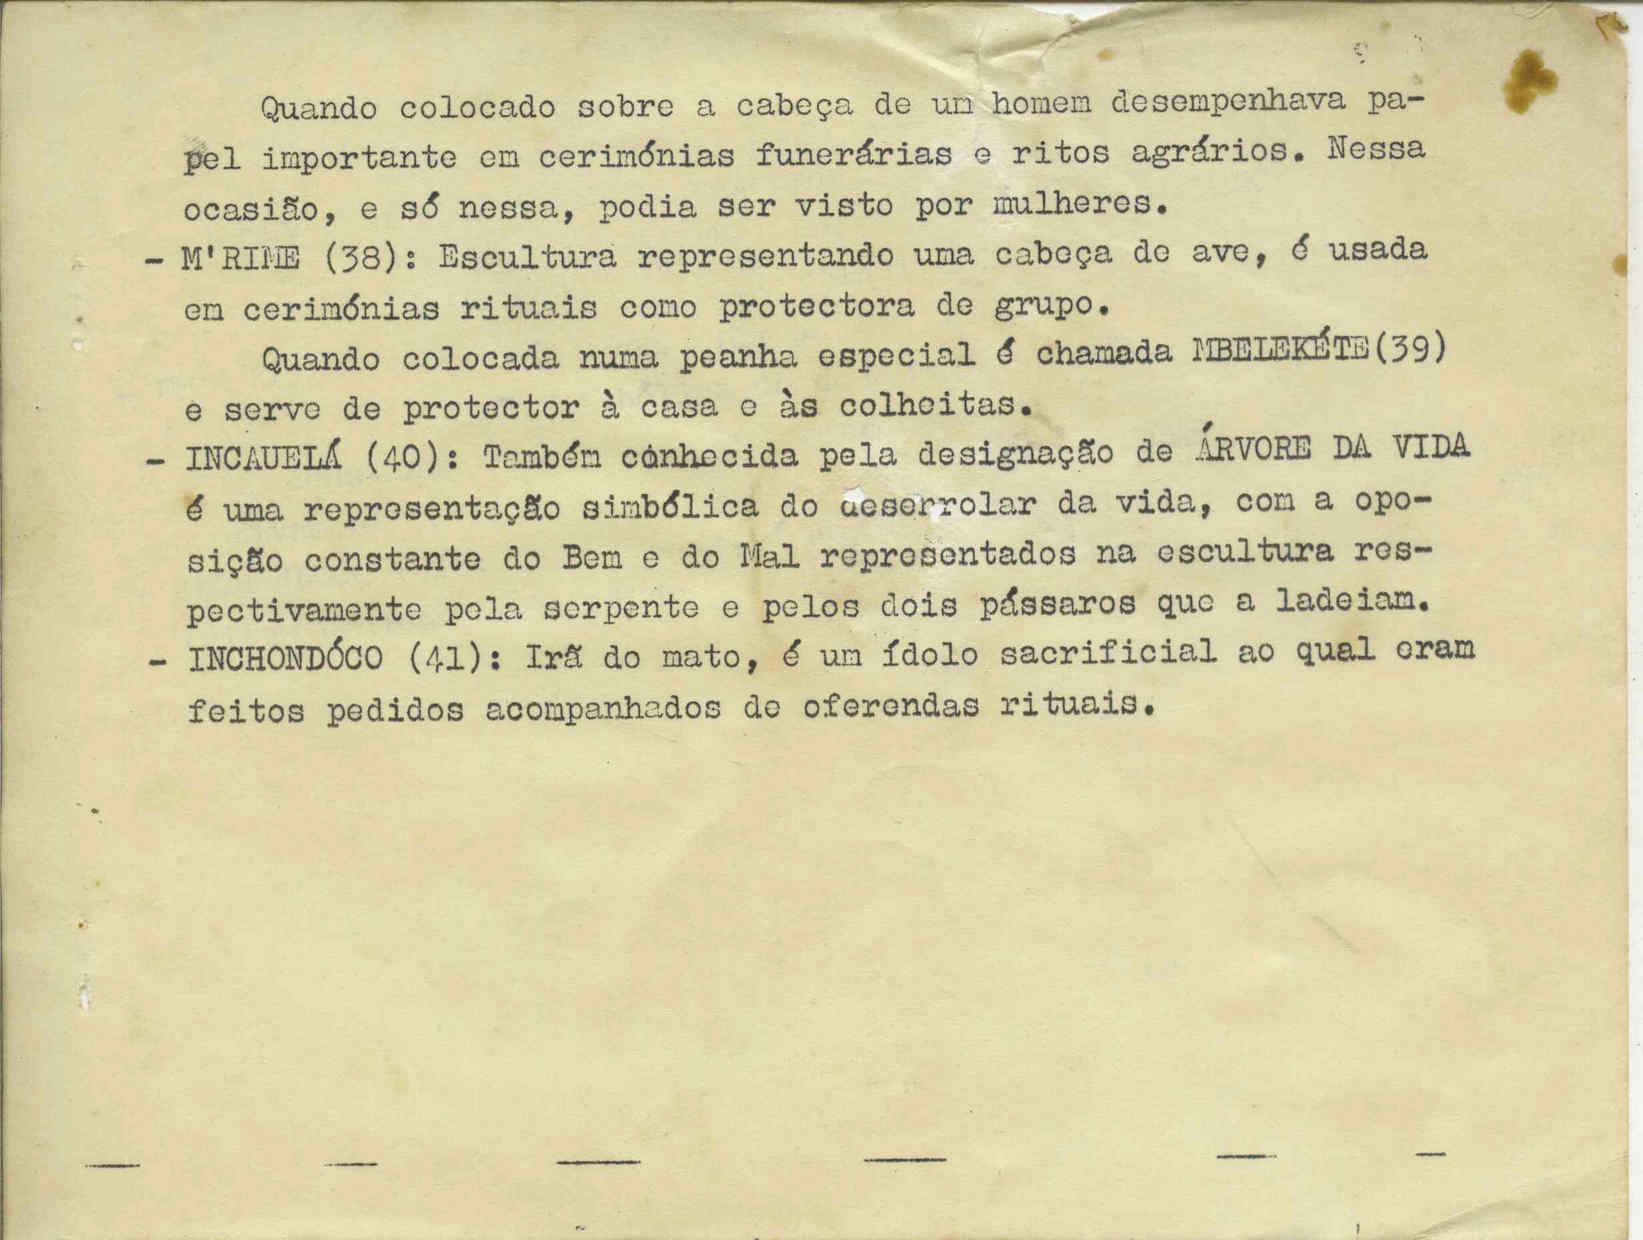 Quando colocado sobre a cabeça de um homem desempenhava pa-
pel importante em cerimónias funerárias e ritos agrários. Nessa
ocasião, e só nessa, podia ser visto por mulheres.
- M'RIME (38): Escultura representando uma cabeça de ave, é usada
em cerimónias rituais como protectora de grupo.
Quando colocada numa peanha especial é chamada MBELEKÉTE(39)
e serve de protector à casa e às colheitas.
- INCAUELÁ (40): Também conhecida pela designação de ÁRVORE DA VIDA
é uma representação simbólica do deserrolar da vida, com a opo-
sição constante do Bem e do Mal representados na escultura res-
pectivamente pela serpente e pelos dois pássaros que a ladeiam.
- INCHONDÓCO (41): Irã do mato, é um ídolo sacrificial ao qual eram
feitos pedidos acompanhados de oferendas rituais.